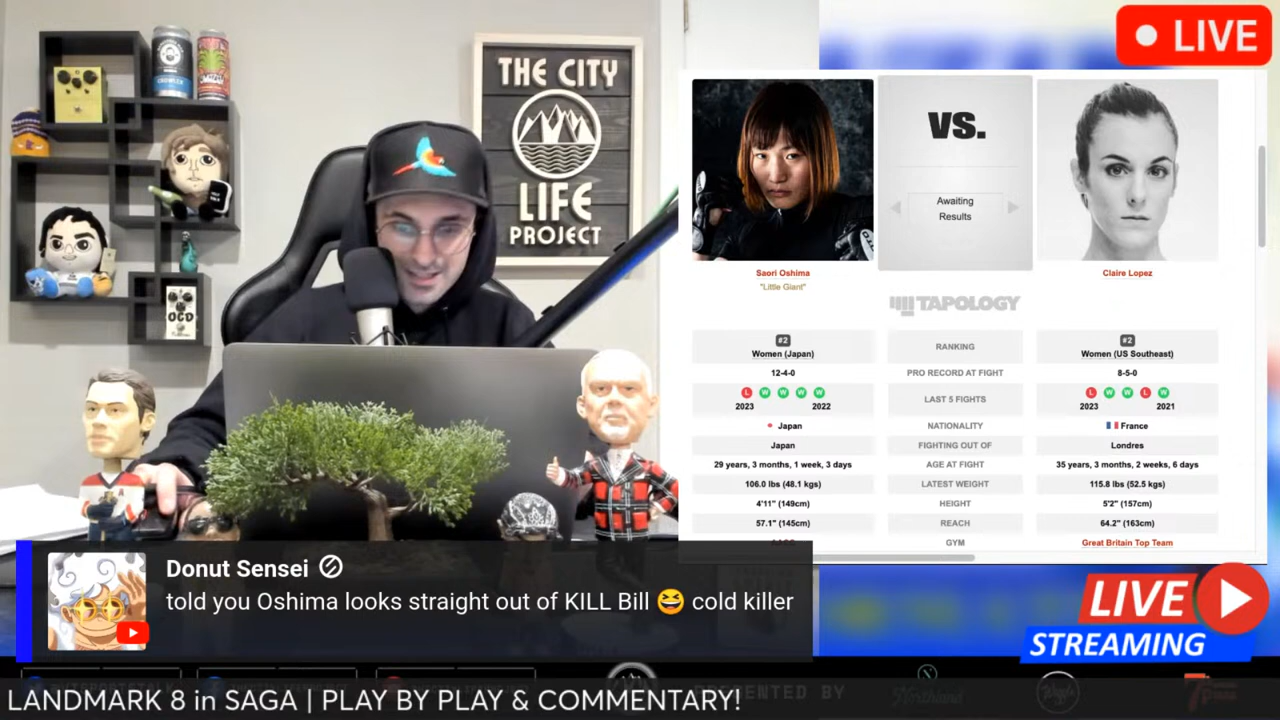 LIVE
THE CITY
LIFE
PROJECT
OCD
VS.
Awaiting
Results
Saori Oshima
"Little Giant"
Claire Lopez
TAPOLOGY
#2
Women (Japan)
RANKING
#2
Women (US Southeast)
12-4-0
PRO RECORD AT FIGHT
8-5-0
L W W W W
2023 2022
LAST 5 FIGHTS
L W W L W
2023 2021
Japan
NATIONALITY
France
Japan
FIGHTING OUT OF
Londres
29 years, 3 months, 1 week, 3 days
AGE AT FIGHT
35 years, 3 months, 2 weeks, 6 days
106.0 lbs (48.1 kgs)
LATEST WEIGHT
115.8 lbs (52.5 kgs)
4'11" (149cm)
HEIGHT
5'2" (157cm)
57.1" (145cm)
REACH
64.2" (163cm)
GYM
Great Britain Top Team
Donut Sensei
told you Oshima looks straight out of KILL Bill 😆 cold killer
LIVE
STREAMING
PRESENTED BY
LANDMARK 8 in SAGA | PLAY BY PLAY & COMMENTARY!